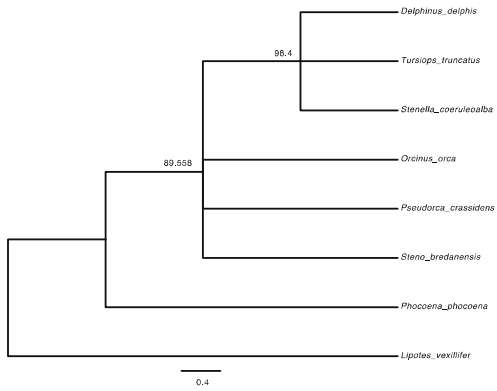 Delphinus_delphis
98.4
Tursiops_truncatus
Stenella_coeruleoalba
Orcinus_orca
89.558
Pseudorca_crassidens
Steno_bredanensis
Phocoena_phocoena
Lipotes_vexillifer
0.4